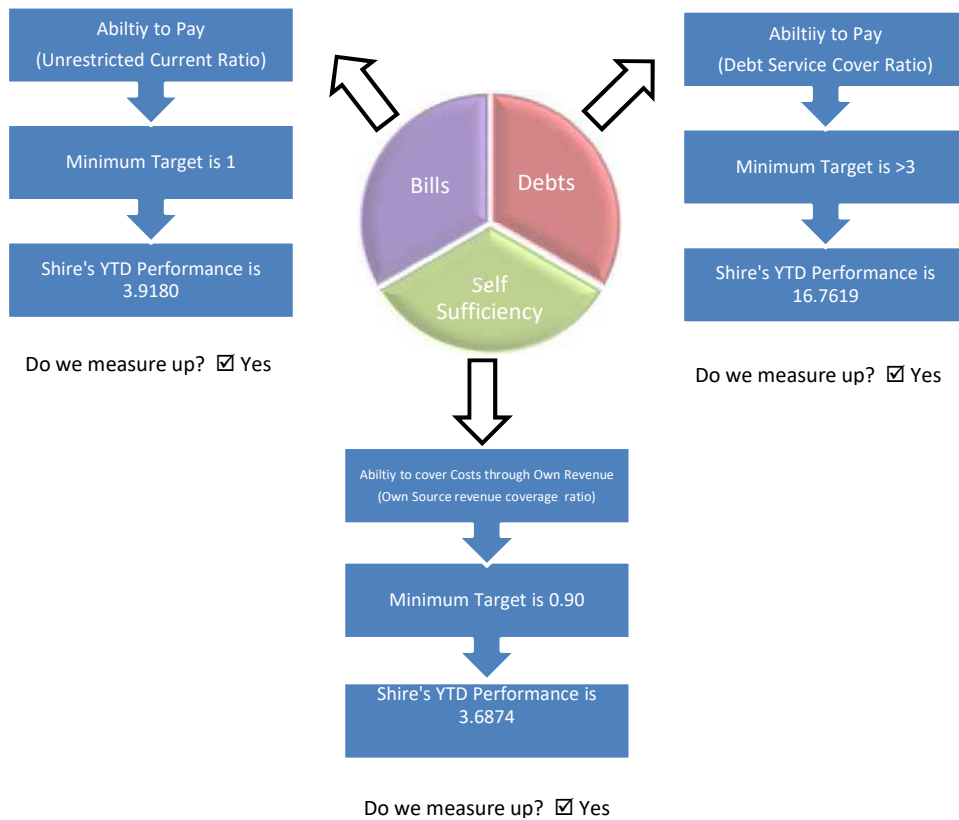 Abiltiy to Pay
(Unrestricted Current Ratio)
Minimum Target is 1
Shire's YTD Performance is
3.9180
Do we measure up? ☑ Yes
Bills
Debts
Self
Sufficiency
Abiltiiy to Pay
(Debt Service Cover Ratio)
Minimum Target is >3
Shire's YTD Performance is
16.7619
Do we measure up? ☑ Yes
Abiltiy to cover Costs through Own Revenue
(Own Source revenue coverage ratio)
Minimum Target is 0.90
Shire's YTD Performance is
3.6874
Do we measure up? ☑ Yes